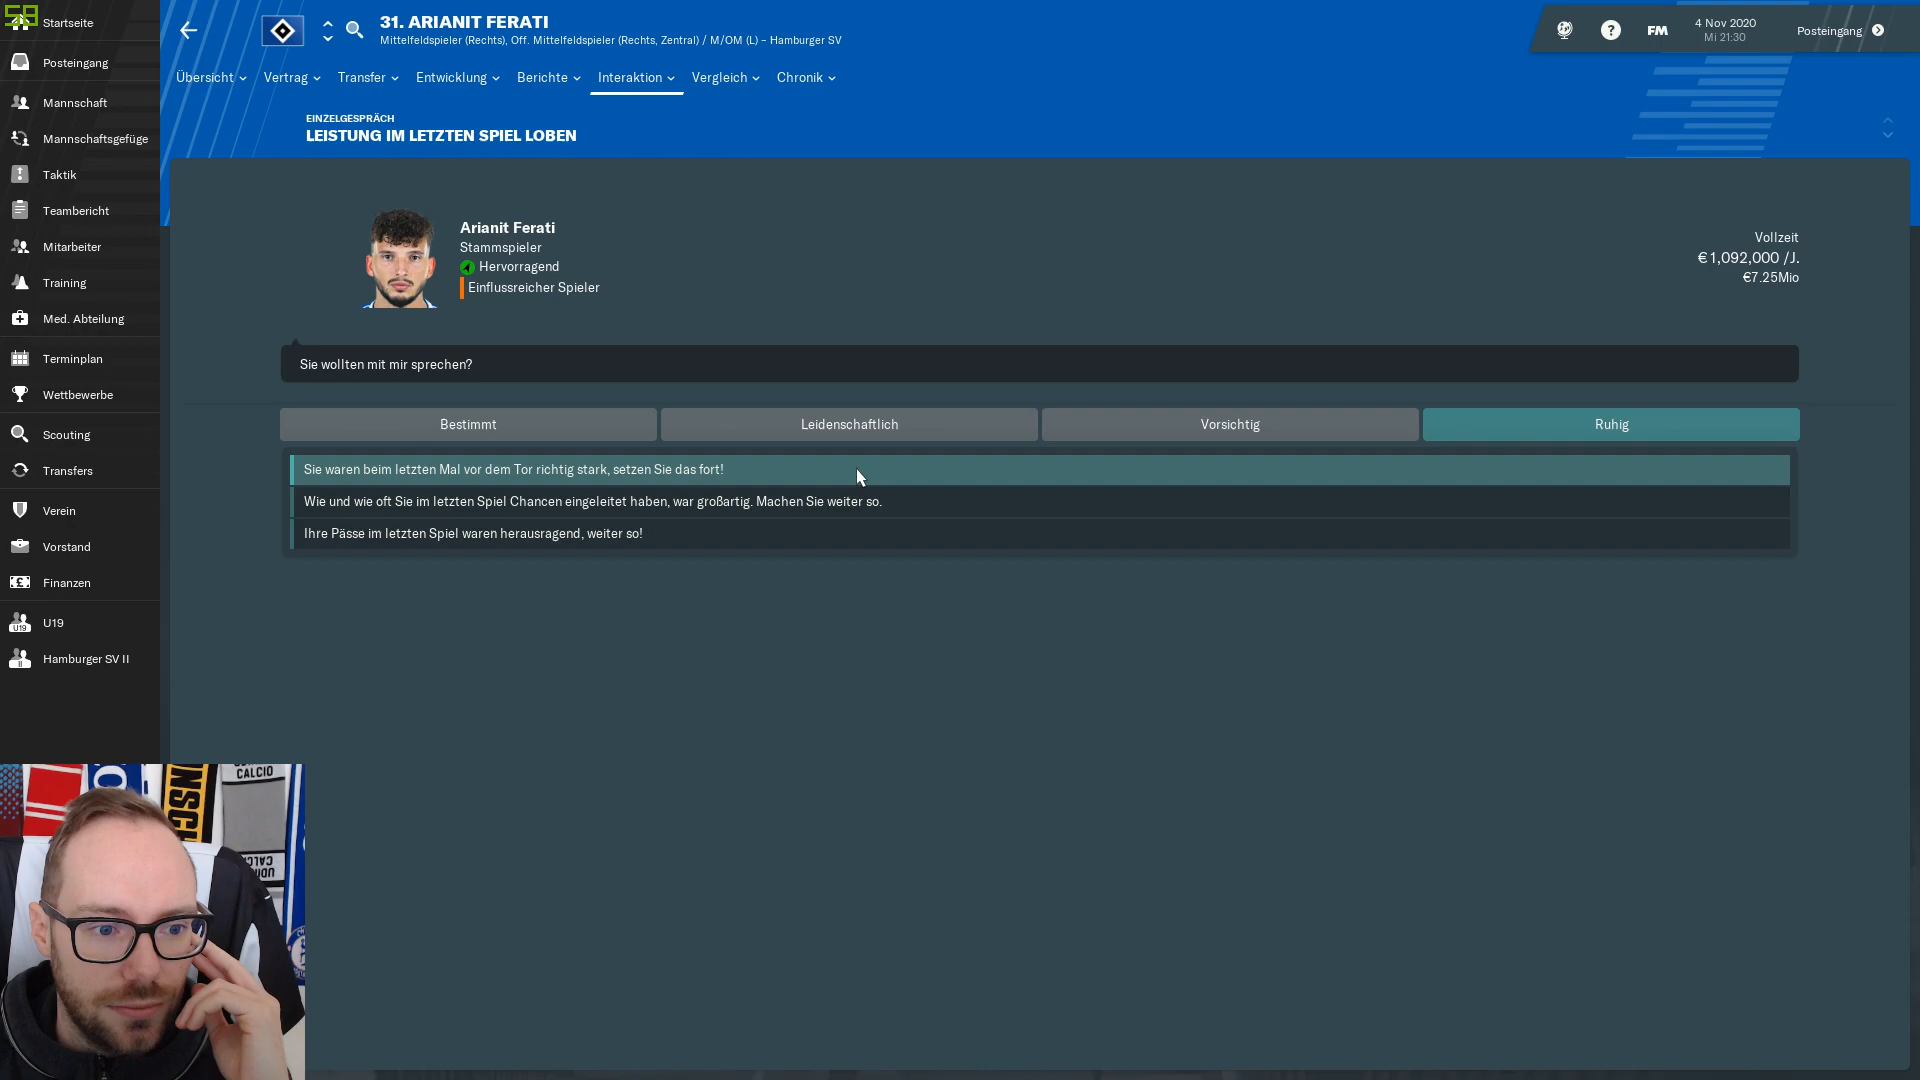 58
Startseite
Posteingang
Mannschaft
Mannschaftsgefüge
Taktik
Teambericht
Mitarbeiter
Training
Med. Abteilung
Terminplan
Wettbewerbe
Scouting
Transfers
Verein
Vorstand
Finanzen
U19
U19
II
Hamburger SV II
31. ARIANIT FERATI
Mittelfeldspieler (Rechts), Off. Mittelfeldspieler (Rechts, Zentral) / M/OM (L) – Hamburger SV
?
FM
4 Nov 2020
Mi 21:30
Posteingang
Übersicht
Vertrag
Transfer
Entwicklung
Berichte
Interaktion
Vergleich
Chronik
EINZELGESPRÄCH
LEISTUNG IM LETZTEN SPIEL LOBEN
Arianit Ferati
Stammspieler
Hervorragend
Einflussreicher Spieler
Vollzeit
€1,092,000 /J.
€7.25Mio
Sie wollten mit mir sprechen?
Bestimmt
Leidenschaftlich
Vorsichtig
Ruhig
Sie waren beim letzten Mal vor dem Tor richtig stark, setzen Sie das fort!
Wie und wie oft Sie im letzten Spiel Chancen eingeleitet haben, war großartig. Machen Sie weiter so.
Ihre Pässe im letzten Spiel waren herausragend, weiter so!
CALCIO